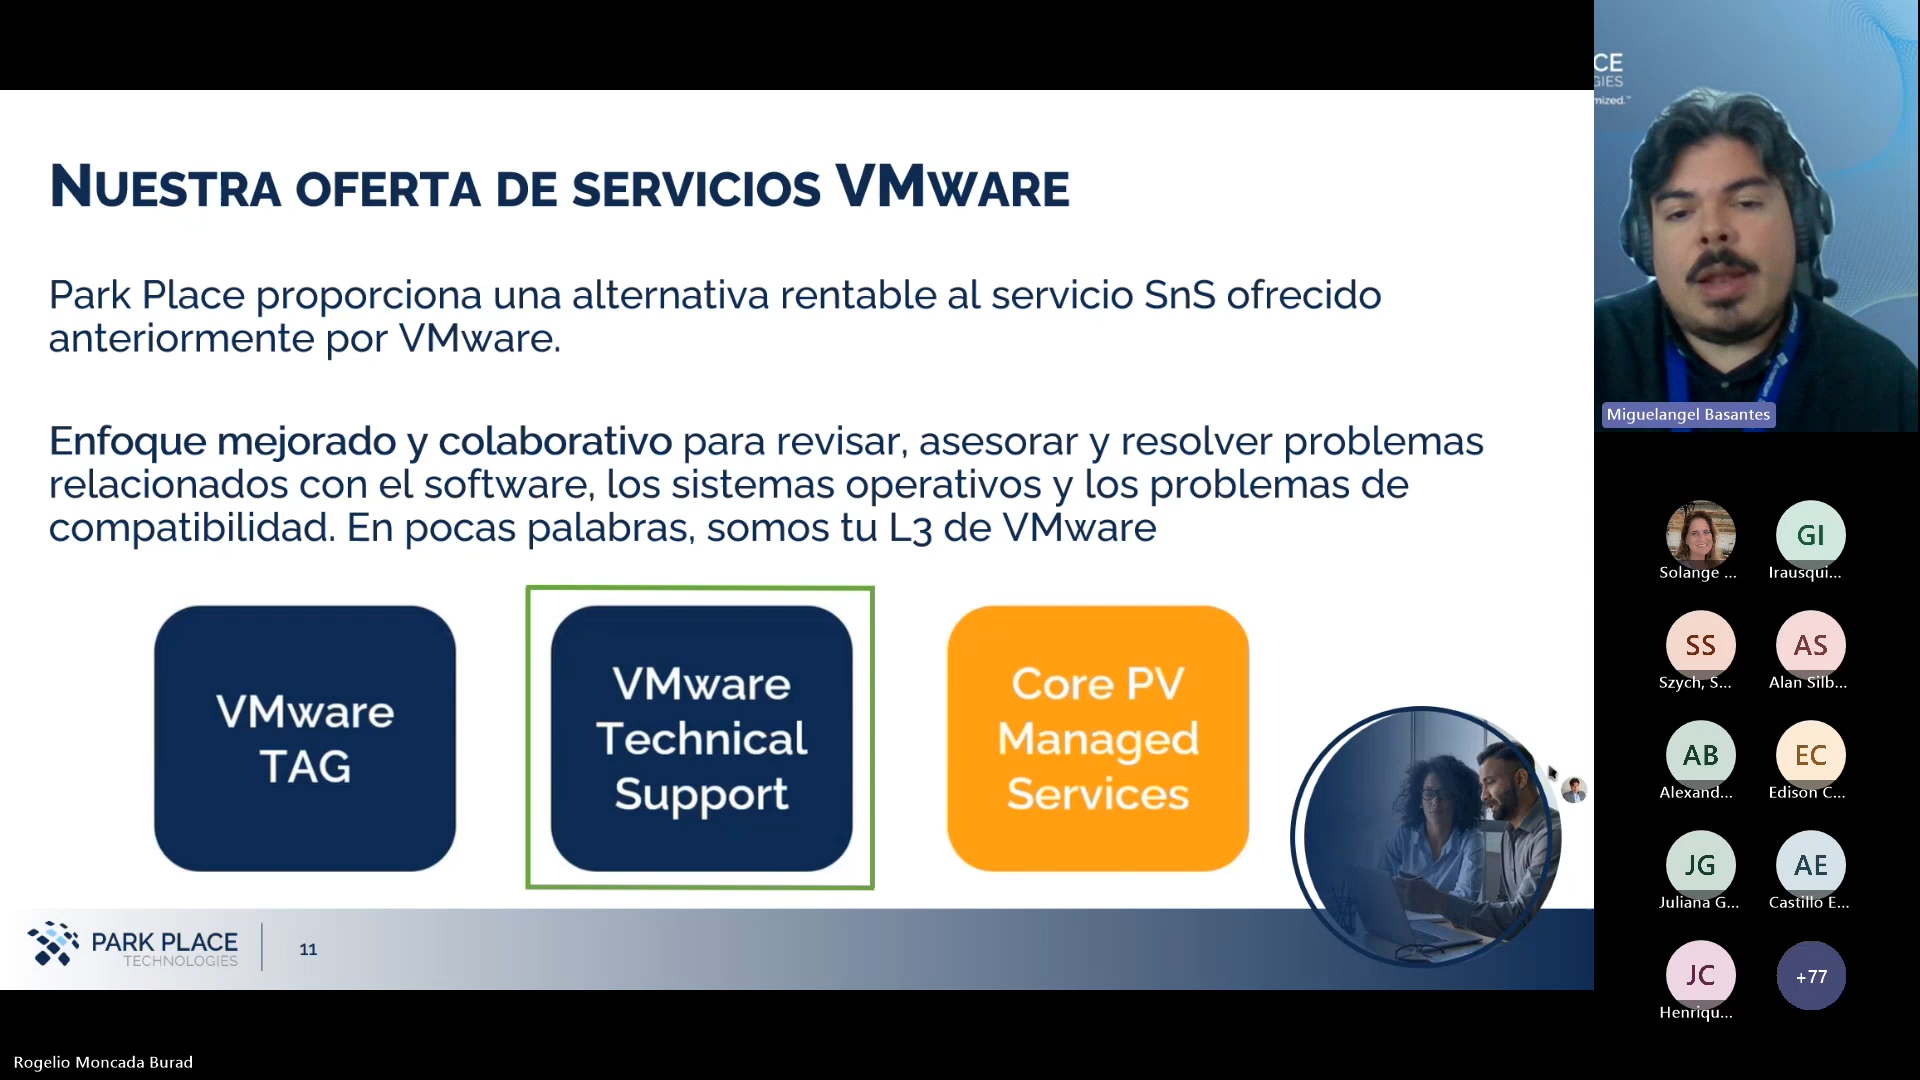 NUESTRA OFERTA DE SERVICIOS VMWARE
Park Place proporciona una alternativa rentable al servicio SnS ofrecido
anteriormente por VMware.
Enfoque mejorado y colaborativo para revisar, asesorar y resolver problemas
relacionados con el software, los sistemas operativos y los problemas de
compatibilidad. En pocas palabras, somos tu L3 de VMware
VMware
TAG
VMware
Technical
Support
Core PV
Managed
Services
PARK PLACE
TECHNOLOGIES
11
Rogelio Moncada Burad
CE
GIES
mized.™
Miguelangel Basantes
Solange ...
GI
Irausqui...
SS
Szych, S...
AS
Alan Silb...
AB
Alexand...
EC
Edison C...
JG
Juliana G...
AE
Castillo E...
JC
Henriqu...
+77